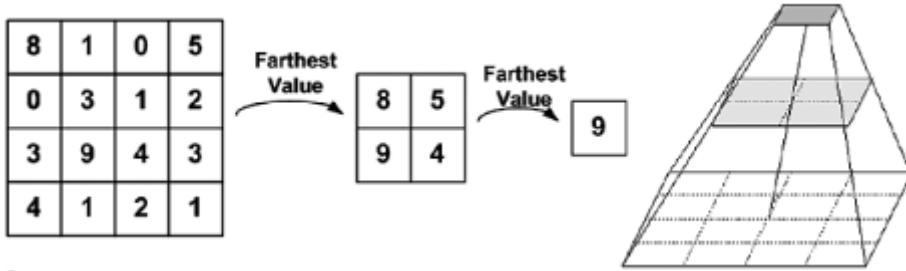 8 1 0 5
0 3 1 2
3 9 4 3
4 1 2 1
Farthest
Value
8 5
9 4
Farthest
Value
9